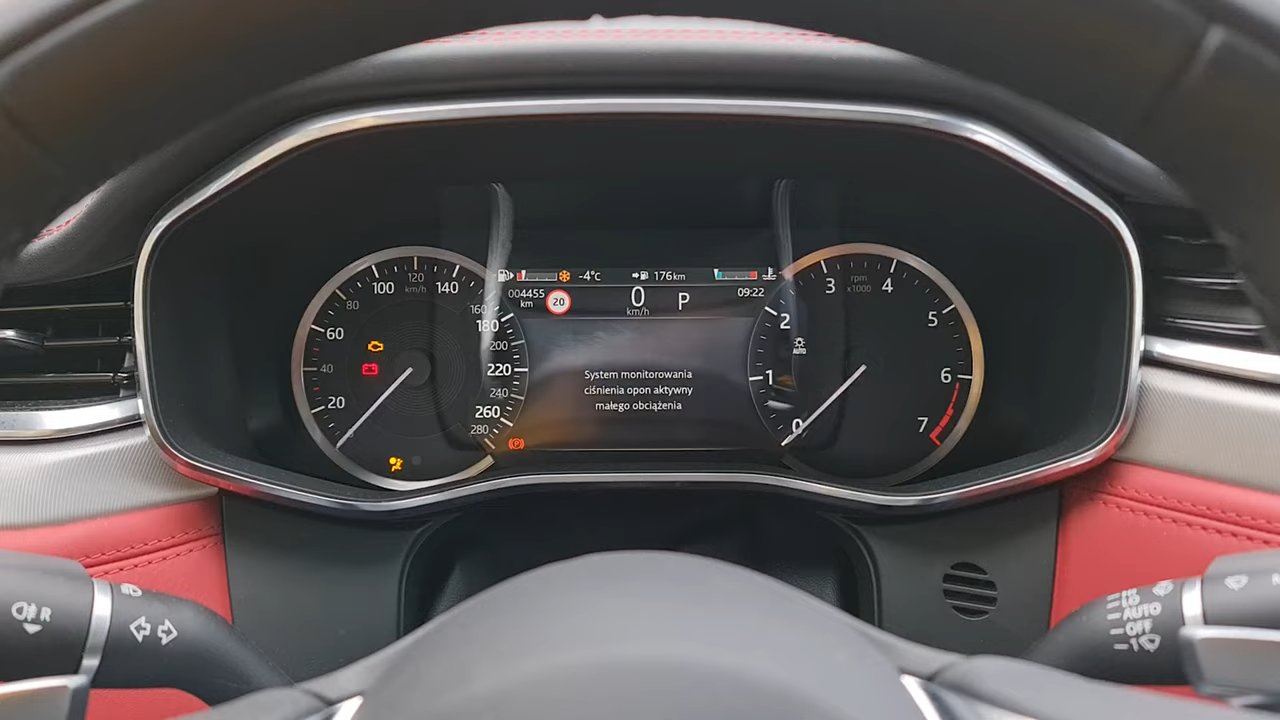 -4°C
176km
004455
km
20
0
km/h
P
09:22
System monitorowania
ciśnienia opon aktywny
małego obciążenia
20
40
60
80
100
120
km/h
140
160
180
200
220
240
260
280
0
1
2
3
4
5
6
7
rpm
x1000
AUTO
R
AUTO
OFF
1